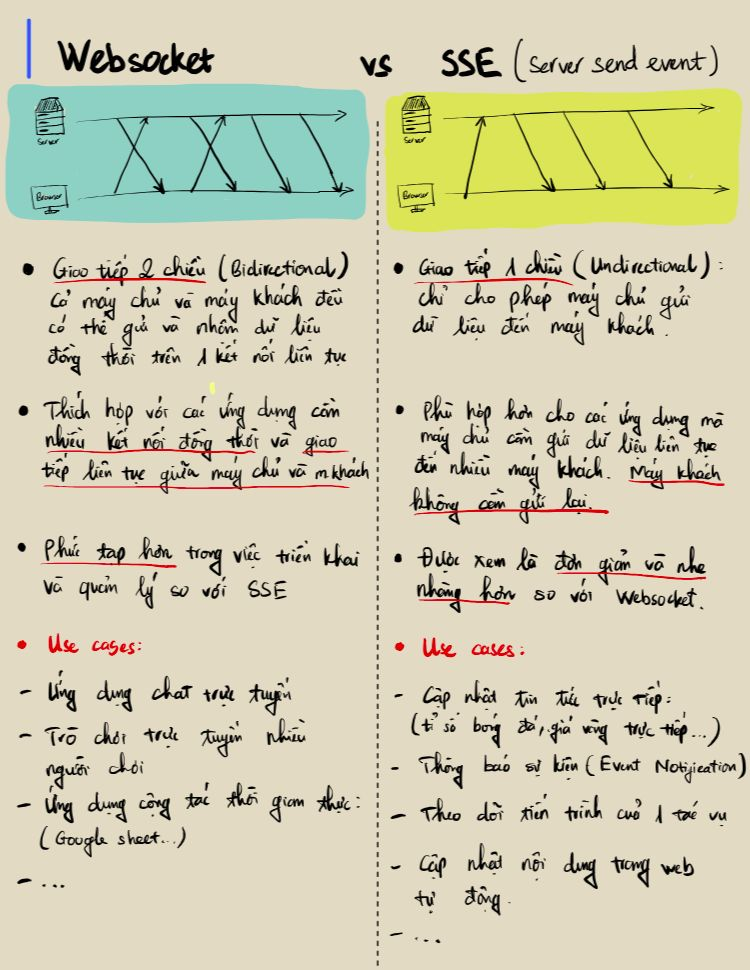 Websocket vs SSE (server send event)
Server
Browser
Server
Browser
• Giao tiếp 2 chiều (Bidirectional)
Cả máy chủ và máy khách đều
có thể gửi và nhận dữ liệu
đồng thời trên 1 kết nối liên tục
• Thích hợp với các ứng dụng cần
nhiều kết nối đồng thời và giao
tiếp liên tục giữa máy chủ và m.khách
• Phức tạp hơn trong việc triển khai
và quản lý so với SSE
• Use cases:
- Ứng dụng chat trực tuyến
- Trò chơi trực tuyến nhiều
người chơi
- Ứng dụng cộng tác thời gian thực:
(Gougle sheet...)
- ...
• Giao tiếp 1 chiều (Undirectional):
chỉ cho phép máy chủ gửi
dữ liệu đến máy khách.
• Phù hợp hơn cho các ứng dụng mà
máy chủ cần gửi dữ liệu liên tục
đến nhiều máy khách. Máy khách
không cần gửi lại.
• Được xem là đơn giản và nhẹ
nhàng hơn so với Websocket.
• Use cases:
- Cập nhật tin tức trực tiếp:
(tỉ số bóng đá, giá vàng trực tiếp...)
- Thông báo sự kiện (Event Notification)
- Theo dõi tiến trình của 1 tác vụ
- Cập nhật nội dung trang web
tự động.
- ...